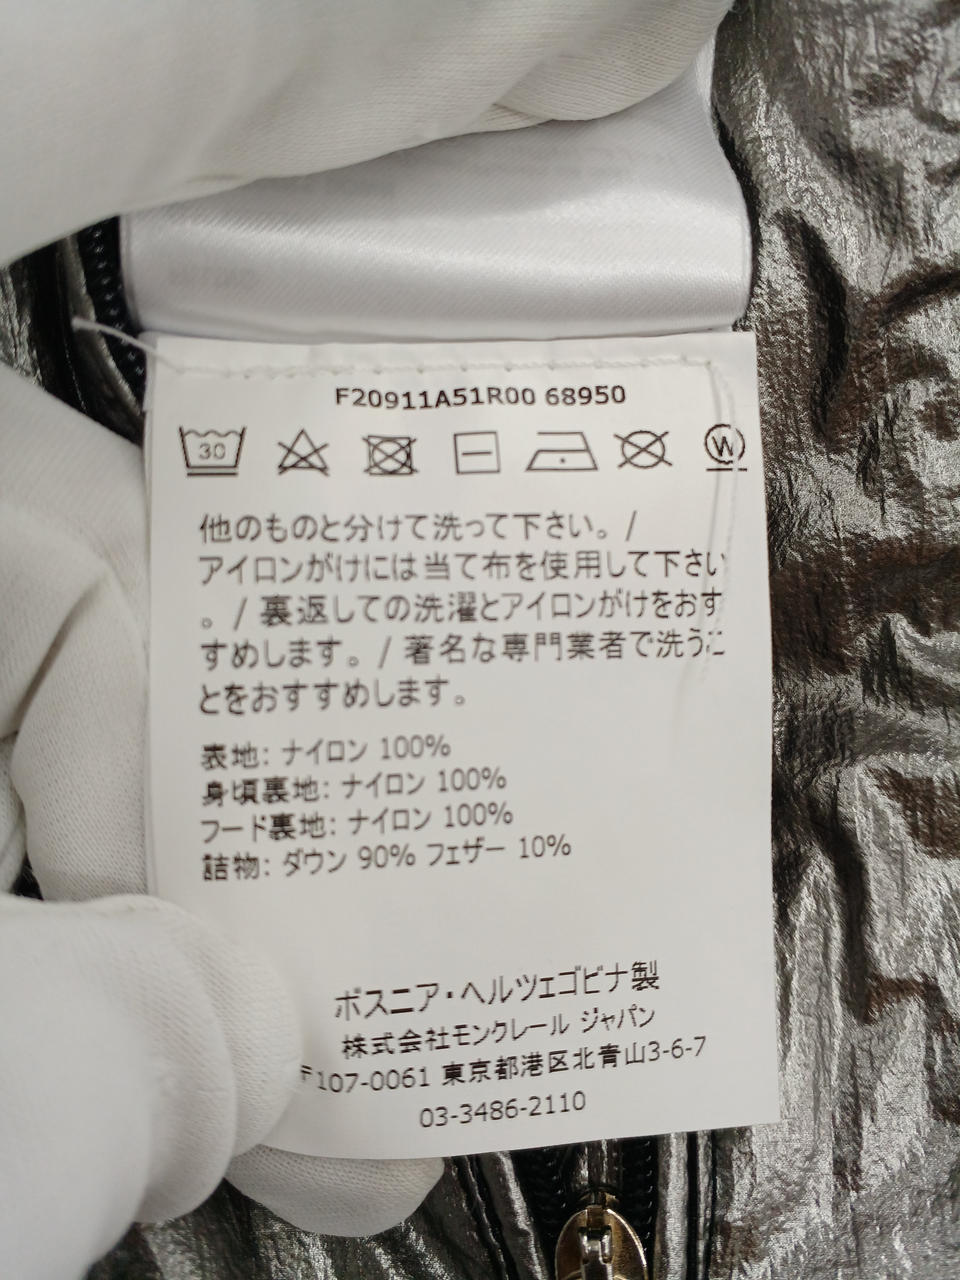 F20911A51R00 68950
30
W
他のものと分けて洗って下さい。/
アイロンがけには当て布を使用して下さい
。/ 裏返しての洗濯とアイロンがけをおす
すめします。/ 著名な専門業者で洗うこ
とをおすすめします。
表地: ナイロン 100%
身頃裏地: ナイロン 100%
フード裏地: ナイロン 100%
詰物: ダウン 90% フェザー 10%
ボスニア・ヘルツェゴビナ製
株式会社モンクレール ジャパン
〒107-0061 東京都港区北青山3-6-7
03-3486-2110